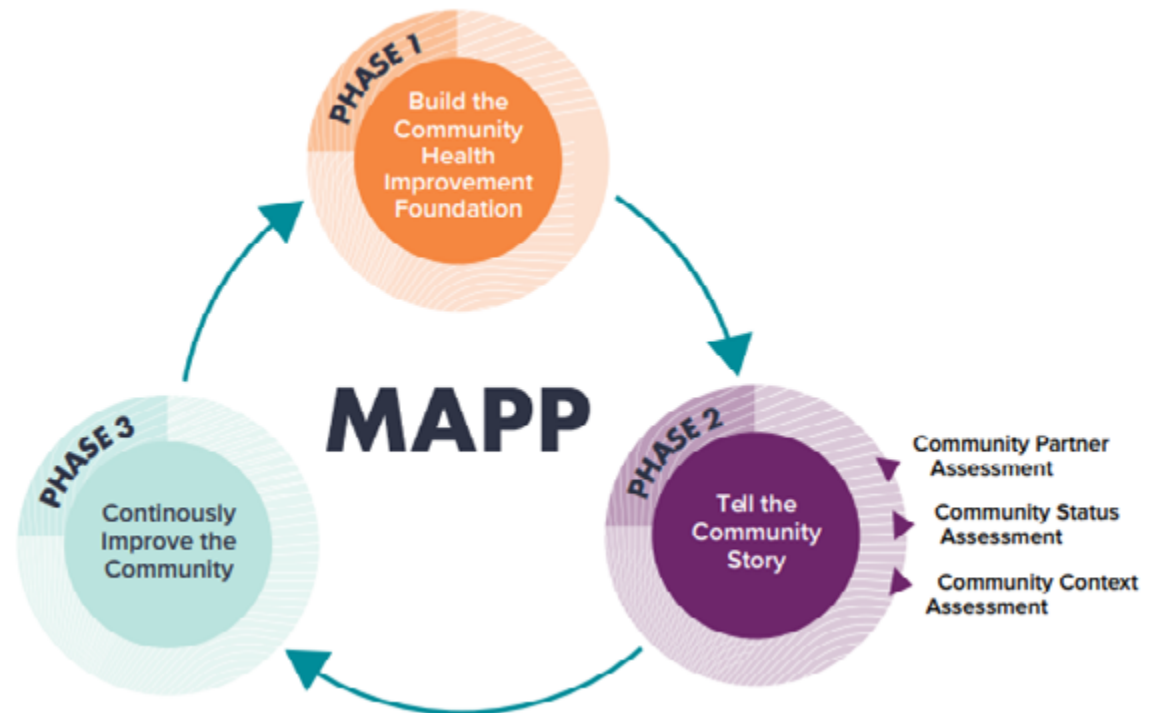 PHASE 1
Build the
Community
Health
Improvement
Foundation
MAPP
PHASE 2
Tell the
Community
Story
Community Partner
Assessment
Community Status
Assessment
Community Context
Assessment
PHASE 3
Continously
Improve the
Community